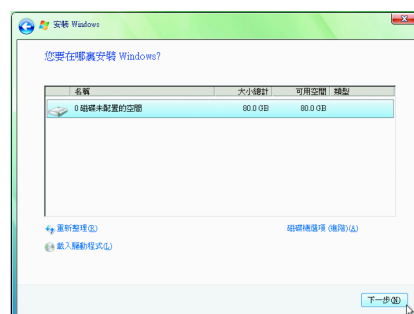 安裝 Windows
您要在哪裏安裝 Windows?
名稱 大小總計 可用空間 類型
0 磁碟未配置的空間 80.0 GB 80.0 GB
重新整理(R) 磁碟機選項 (進階)(A)
載入驅動程式(L)
下一步(N)